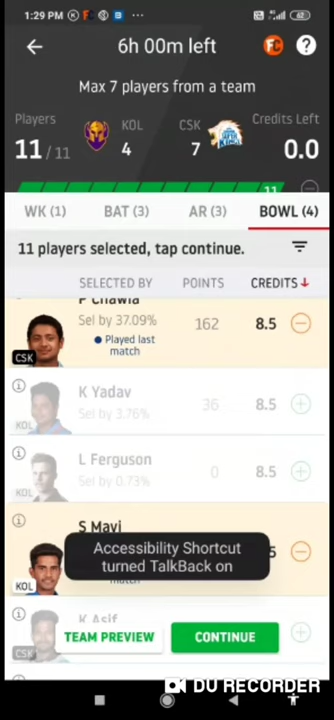 1:29 PM
62
6h 00m left
FC
?
Max 7 players from a team
Players
KOL
CSK
Credits Left
11/11
4
7
0.0
11
WK (1) BAT (3) AR (3) BOWL (4)
11 players selected, tap continue.
SELECTED BY POINTS CREDITS
P Chawla
Sel by 37.09% 162 8.5
Played last
match
CSK
K Yadav
Sel by 3.76% 36 8.5
KOL
L Ferguson
Sel by 0.73% 0 8.5
KOL
S Mavi
Accessibility Shortcut
turned TalkBack on
KOL
K Asif
TEAM PREVIEW CONTINUE
CSK
DU RECORDER